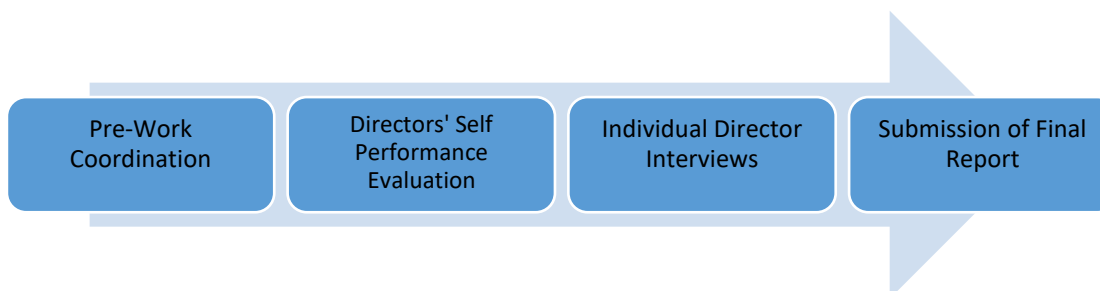 Pre-Work
Coordination
Directors' Self
Performance
Evaluation
Individual Director
Interviews
Submission of Final
Report